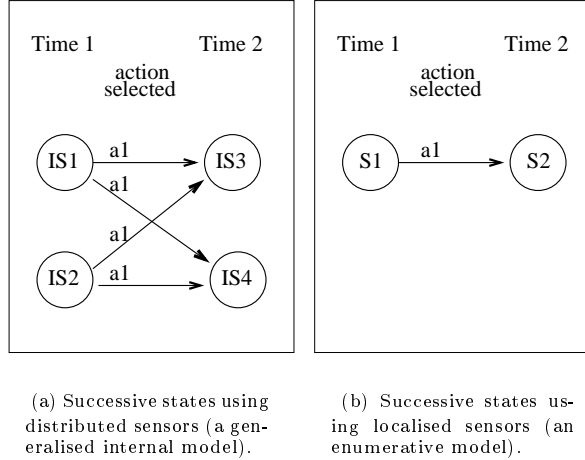 Time 1 Time 2
action
selected
IS1 a1 IS3
a1
a1
IS2 a1 IS4
(a) Successive states using
distributed sensors (a gen-
eralised internal model).
Time 1 Time 2
action
selected
S1 a1 S2
(b) Successive states us-
ing localised sensors (an
enumerative model).